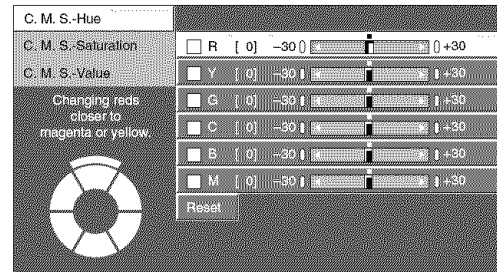 C. M. S.-Hue
C. M. S.-Saturation
C. M. S.-Value
Changing reds
closer to
magenta or yellow.
R [ 0] −30 +30
Y [ 0] −30 +30
G [ 0] −30 +30
C [ 0] −30 +30
B [ 0] −30 +30
M [ 0] −30 +30
Reset